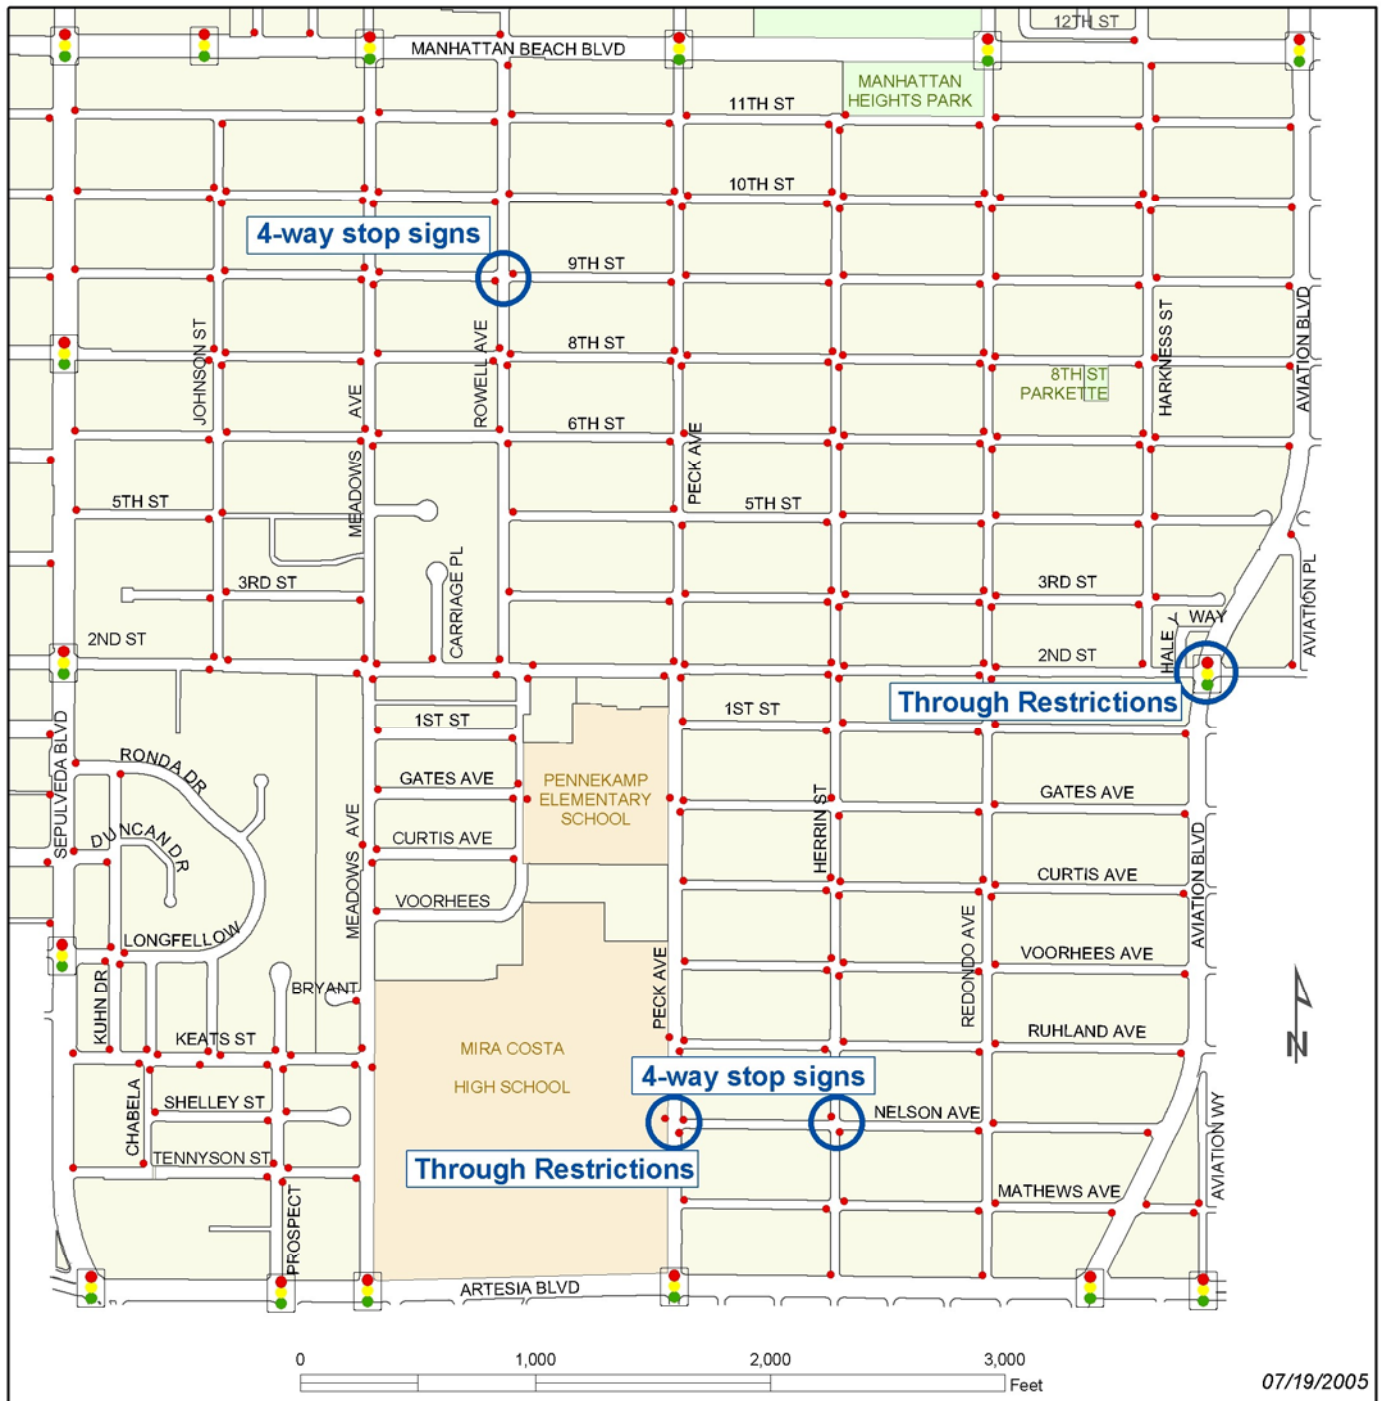 12TH ST
MANHATTAN BEACH BLVD
MANHATTAN
HEIGHTS PARK
11TH ST
10TH ST
4-way stop signs
9TH ST
JOHNSON ST
ROWELL AVE
8TH ST
HARKNESS ST
AVIATION BLVD
8TH ST
PARKETTE
MEADOWS AVE
6TH ST
PECK AVE
5TH ST
5TH ST
CARRIAGE PL
3RD ST
3RD ST
AVIATION PL
HALEY WAY
2ND ST
2ND ST
Through Restrictions
SEPULVEDA BLVD
1ST ST
1ST ST
RONDA DR
GATES AVE
PENNEKAMP
ELEMENTARY
SCHOOL
GATES AVE
DUNCAN DR
MEADOWS AVE
CURTIS AVE
HERRIN ST
CURTIS AVE
AVIATION BLVD
VOORHEES
LONGFELLOW
REDONDO AVE
VOORHEES AVE
KUHN DR
BRYANT
PECK AVE
KEATS ST
MIRA COSTA
HIGH SCHOOL
RUHLAND AVE
4-way stop signs
CHABELA
SHELLEY ST
NELSON AVE
AVIATION WY
TENNYSON ST
Through Restrictions
MATHEWS AVE
PROSPECT
ARTESIA BLVD
N
0 1,000 2,000 3,000
Feet
07/19/2005